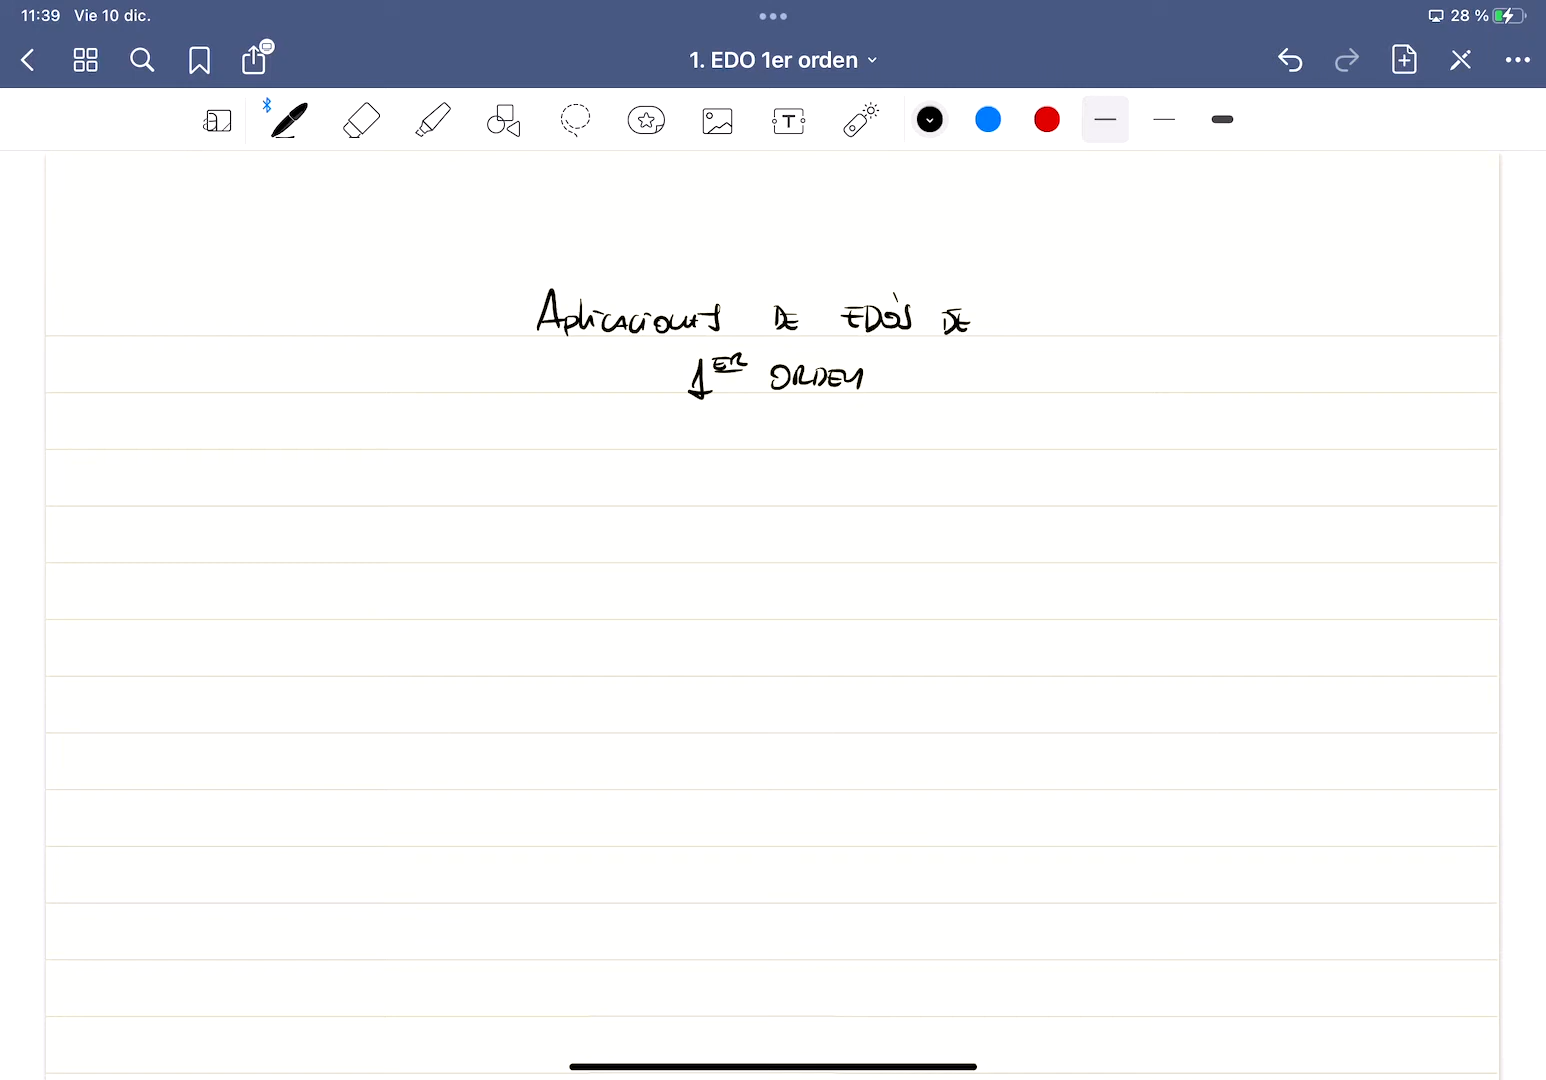 11:39 Vie 10 dic. 28 %
1. EDO 1er orden
T
Aplicaciones de EDO's de
1ER ORDEN